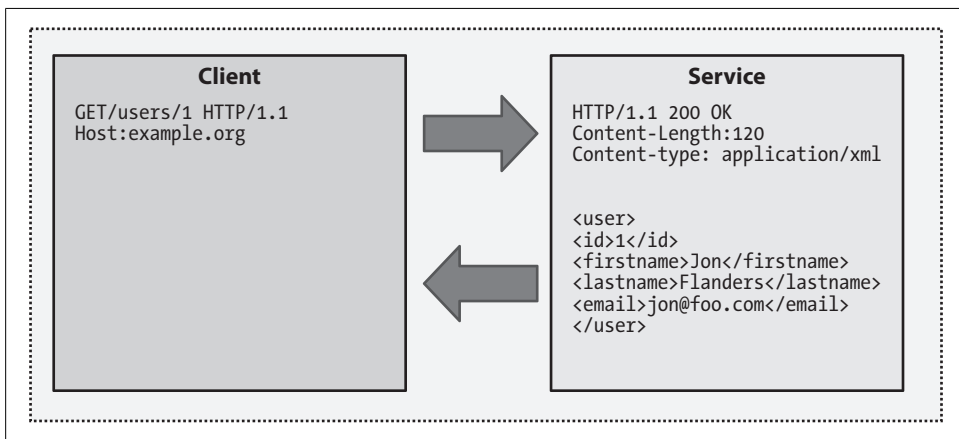 Client
GET/users/1 HTTP/1.1
Host:example.org
Service
HTTP/1.1 200 OK
Content-Length:120
Content-type: application/xml
<user>
<id>1</id>
<firstname>Jon</firstname>
<lastname>Flanders</lastname>
<email>jon@foo.com</email>
</user>